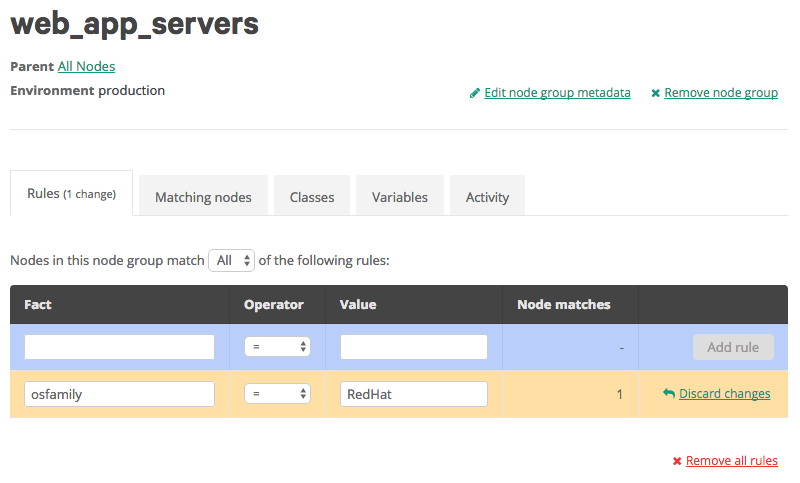 web_app_servers
Parent All Nodes
Environment production
Edit node group metadata Remove node group
Rules (1 change) Matching nodes Classes Variables Activity
Nodes in this node group match All of the following rules:
Fact Operator Value Node matches
= - Add rule
osfamily = RedHat 1 Discard changes
Remove all rules